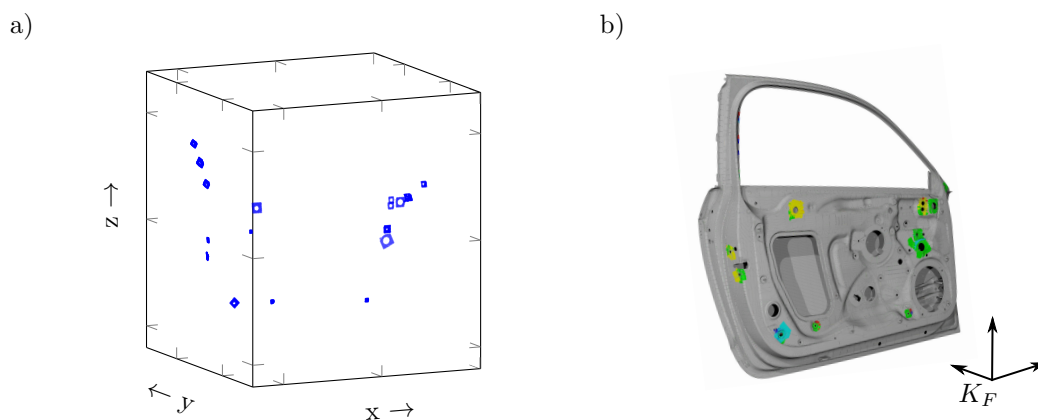 a)
b)
z →
← y
x →
K_F